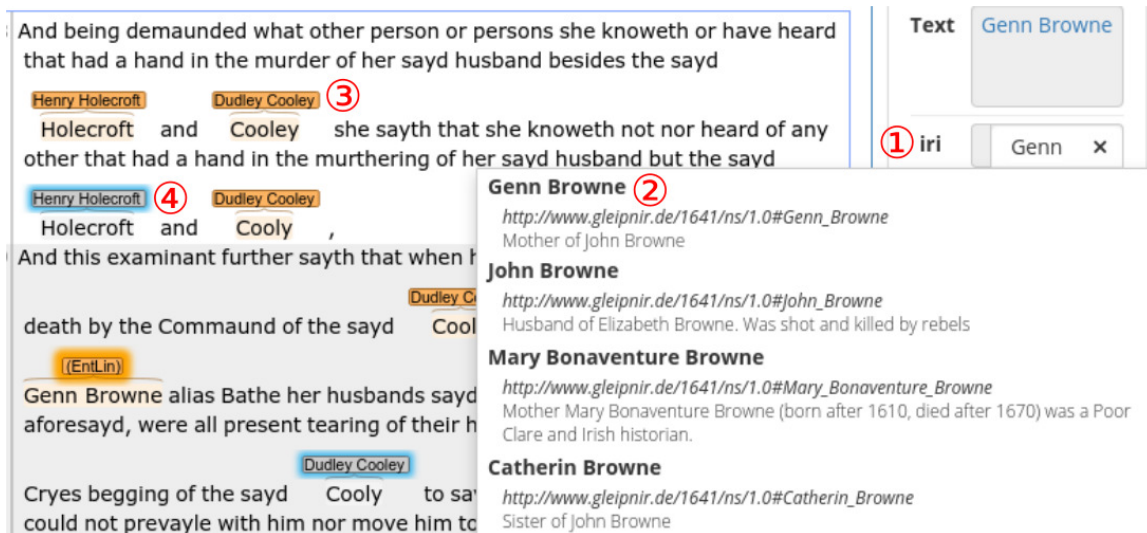 And being demaunded what other person or persons she knoweth or have heard
that had a hand in the murder of her sayd husband besides the sayd
Henry Holecroft Dudley Cooley ③
Holecroft and Cooley she sayth that she knoweth not nor heard of any
other that had a hand in the murthering of her sayd husband but the sayd
Henry Holecroft ④ Dudley Cooley
Holecroft and Cooly ,
And this examinant further sayth that when
Dudley
death by the Commaund of the sayd
(EntLin)
Genn Browne alias Bathe her husbands sayd
aforesayd, were all present tearing of their
Dudley Cooley
Cryes begging of the sayd Cooly to
could not prevayle with him nor move him to
Text Genn Browne
① iri Genn ×
Genn Browne ②
http://www.gleipnir.de/1641/ns/1.0#Genn_Browne
Mother of John Browne
John Browne
http://www.gleipnir.de/1641/ns/1.0#John_Browne
Husband of Elizabeth Browne. Was shot and killed by rebels
Mary Bonaventure Browne
http://www.gleipnir.de/1641/ns/1.0#Mary_Bonaventure_Browne
Mother Mary Bonaventure Browne (born after 1610, died after 1670) was a Poor
Clare and Irish historian.
Catherin Browne
http://www.gleipnir.de/1641/ns/1.0#Catherin_Browne
Sister of John Browne